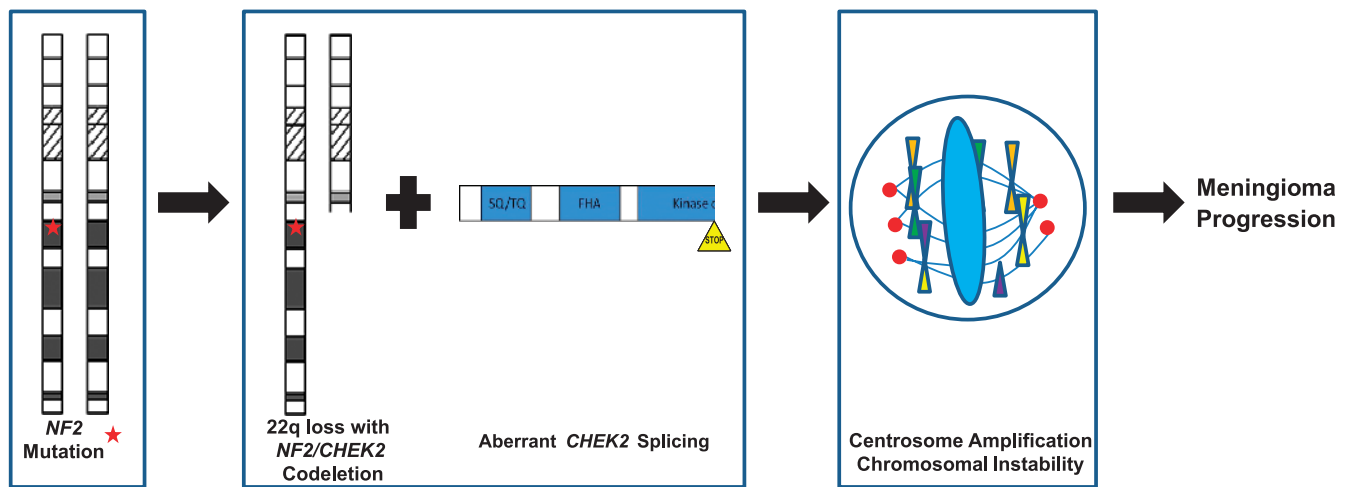 NF2
Mutation
22q loss with
NF2/CHEK2
Codeletion
SQ/TQ
FHA
Kinase c
STOP
Aberrant CHEK2 Splicing
Centrosome Amplification
Chromosomal Instability
Meningioma
Progression